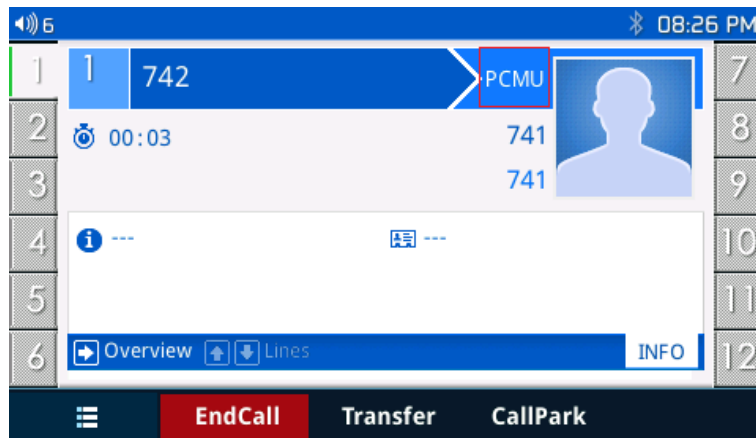 6 08:26 PM
1 1 742 PCMU 7
2 00:03 741 8
3 741 9
4 --- --- 10
5 11
6 Overview Lines INFO 12
EndCall Transfer CallPark